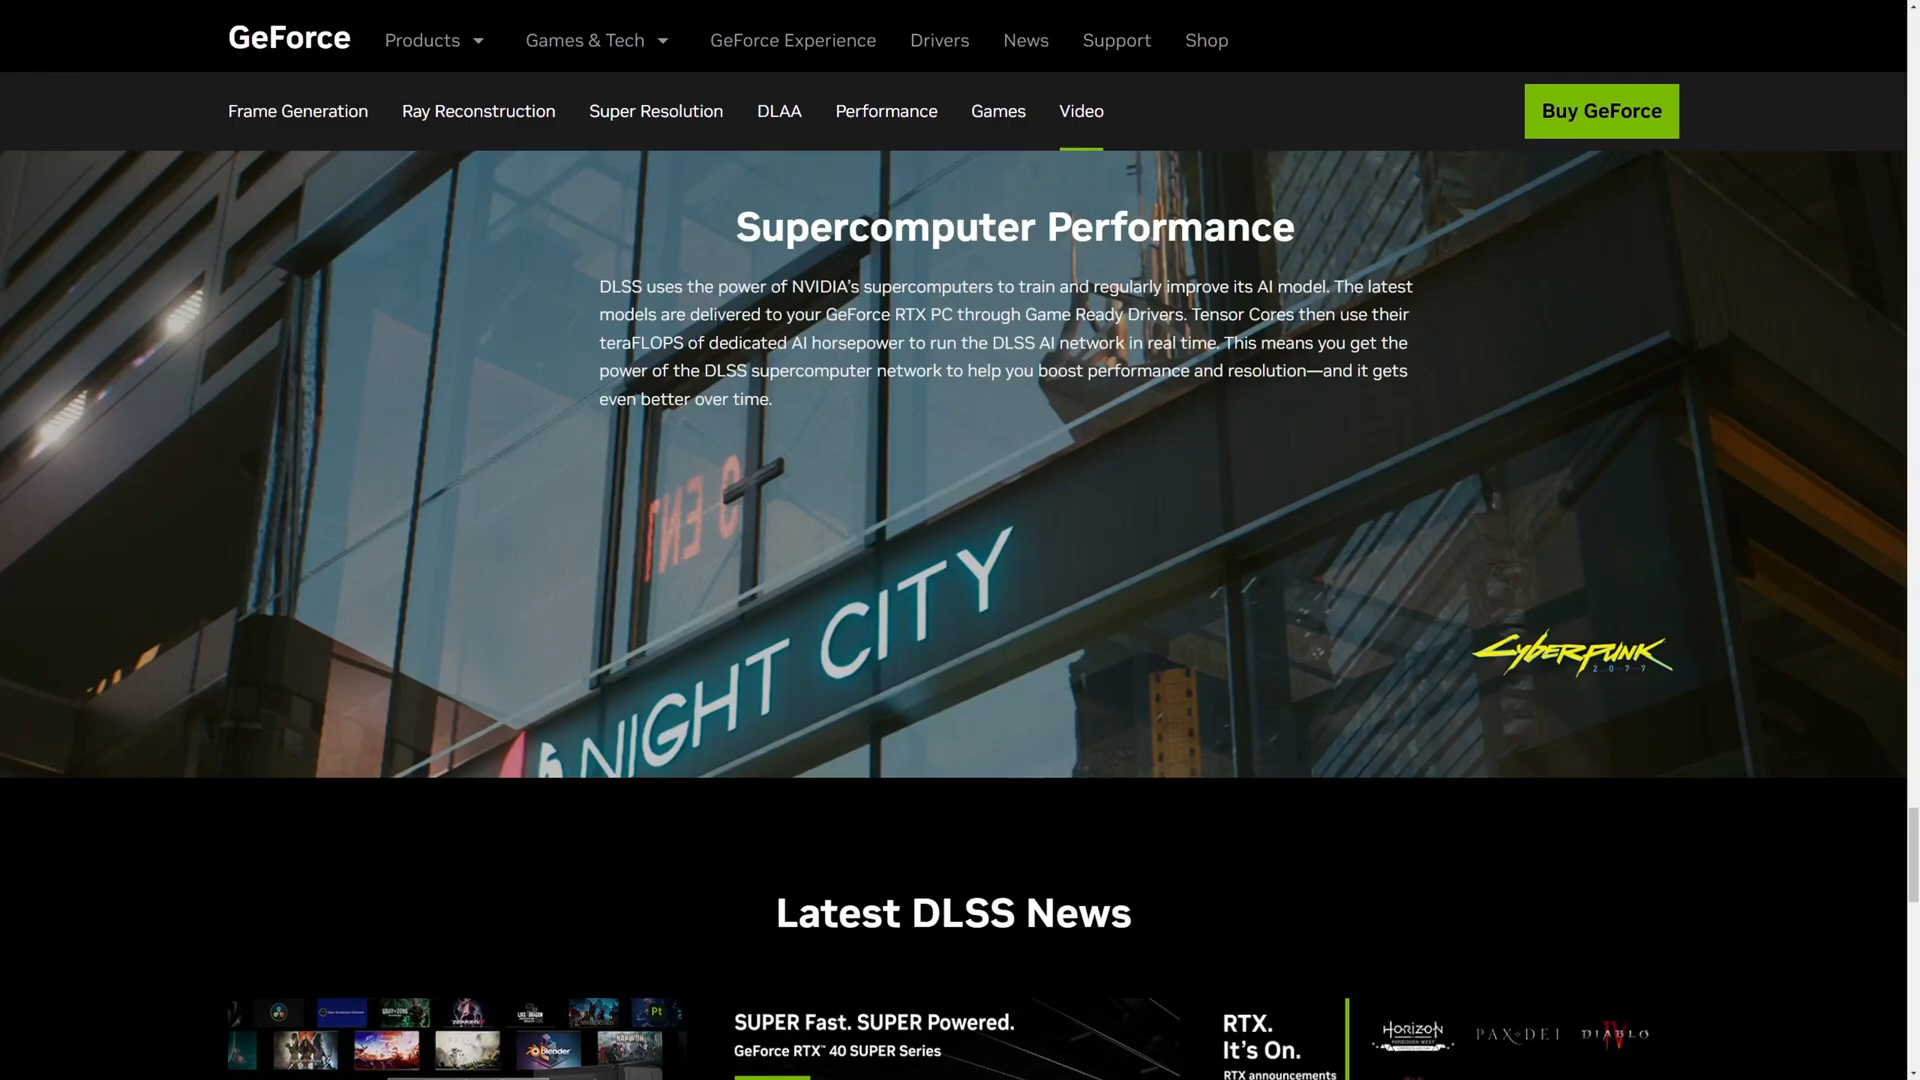 GeForce Products Games & Tech GeForce Experience Drivers News Support Shop
Frame Generation Ray Reconstruction Super Resolution DLAA Performance Games Video Buy GeForce
Supercomputer Performance
DLSS uses the power of NVIDIA’s supercomputers to train and regularly improve its AI model. The latest
models are delivered to your GeForce RTX PC through Game Ready Drivers. Tensor Cores then use their
teraFLOPS of dedicated AI horsepower to run the DLSS AI network in real time. This means you get the
power of the DLSS supercomputer network to help you boost performance and resolution—and it gets
even better over time.
NIGHT CITY
CYBERPUNK
2077
Latest DLSS News
Pt
blender
SUPER Fast. SUPER Powered.
GeForce RTX™ 40 SUPER Series
RTX.
It’s On.
RTX announcements
HORIZON
FORBIDDEN WEST
PAX DEI
DIABLO
IV